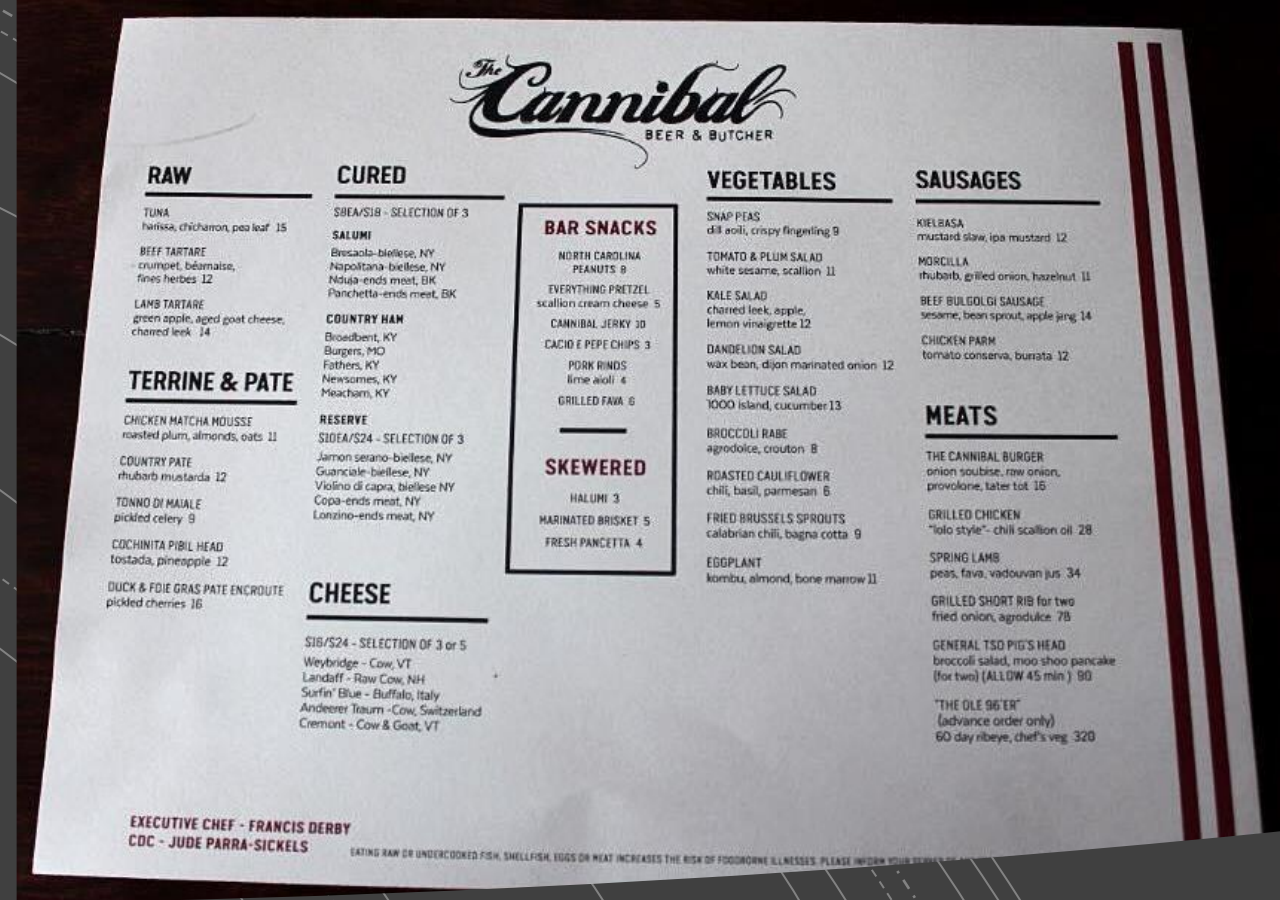 The Cannibal
BEER & BUTCHER
RAW
TUNA
harissa, chicharron, pea leaf 15
BEEF TARTARE
crumpet, béarnaise,
fines herbes 12
LAMB TARTARE
green apple, aged goat cheese,
charred leek 14
TERRINE & PATE
CHICKEN MATCHA MOUSSE
roasted plum, almonds, oats 11
COUNTRY PATE
rhubarb mustarda 12
TONNO DI MAIALE
pickled celery 9
COCHINITA PIBIL HEAD
tostada, pineapple 12
DUCK & FOIE GRAS PATE ENCROUTE
pickled cherries 16
CURED
$8EA/$18 - SELECTION OF 3
SALUMI
Bresaola-biellese, NY
Napolitana-biellese, NY
Nduja-ends meat, BK
Panchetta-ends meat, BK
COUNTRY HAM
Broadbent, KY
Burgers, MO
Fathers, KY
Newsomes, KY
Meacham, KY
RESERVE
$10EA/$24 - SELECTION OF 3
Jamon serano-biellese, NY
Guanciale-biellese, NY
Violino di capra, biellese NY
Copa-ends meat, NY
Lonzino-ends meat, NY
CHEESE
$16/$24 - SELECTION OF 3 or 5
Weybridge - Cow, VT
Landaff - Raw Cow, NH
Surfin' Blue - Buffalo, Italy
Andeerer Traum -Cow, Switzerland
Cremont - Cow & Goat, VT
BAR SNACKS
NORTH CAROLINA
PEANUTS 8
EVERYTHING PRETZEL
scallion cream cheese 5
CANNIBAL JERKY 10
CACIO E PEPE CHIPS 3
PORK RINDS
lime aioli 4
GRILLED FAVA 6
SKEWERED
HALUMI 3
MARINATED BRISKET 5
FRESH PANCETTA 4
VEGETABLES
SNAP PEAS
dill aoili, crispy fingerling 9
TOMATO & PLUM SALAD
white sesame, scallion 11
KALE SALAD
charred leek, apple,
lemon vinaigrette 12
DANDELION SALAD
wax bean, dijon marinated onion 12
BABY LETTUCE SALAD
1000 island, cucumber 13
BROCCOLI RABE
agrodolce, crouton 8
ROASTED CAULIFLOWER
chili, basil, parmesan 6
FRIED BRUSSELS SPROUTS
calabrian chili, bagna cotta 9
EGGPLANT
kombu, almond, bone marrow 11
SAUSAGES
KIELBASA
mustard slaw, ipa mustard 12
MORCILLA
rhubarb, grilled onion, hazelnut 11
BEEF BULGOLGI SAUSAGE
sesame, bean sprout, apple jang 14
CHICKEN PARM
tomato conserva, burrata 12
MEATS
THE CANNIBAL BURGER
onion soubise, raw onion,
provolone, tater tot 16
GRILLED CHICKEN
"lolo style"- chili scallion oil 28
SPRING LAMB
peas, fava, vadouvan jus 34
GRILLED SHORT RIB for two
fried onion, agrodulce 78
GENERAL TSO PIG'S HEAD
broccoli salad, moo shoo pancake
(for two) (ALLOW 45 min ) 80
"THE OLE 96'ER"
(advance order only)
60 day ribeye, chef's veg 320
EXECUTIVE CHEF - FRANCIS DERBY
CDC - JUDE PARRA-SICKELS
EATING RAW OR UNDERCOOKED FISH, SHELLFISH, EGGS OR MEAT INCREASES THE RISK OF FOODBORNE ILLNESSES, PLEASE INFORM YOUR